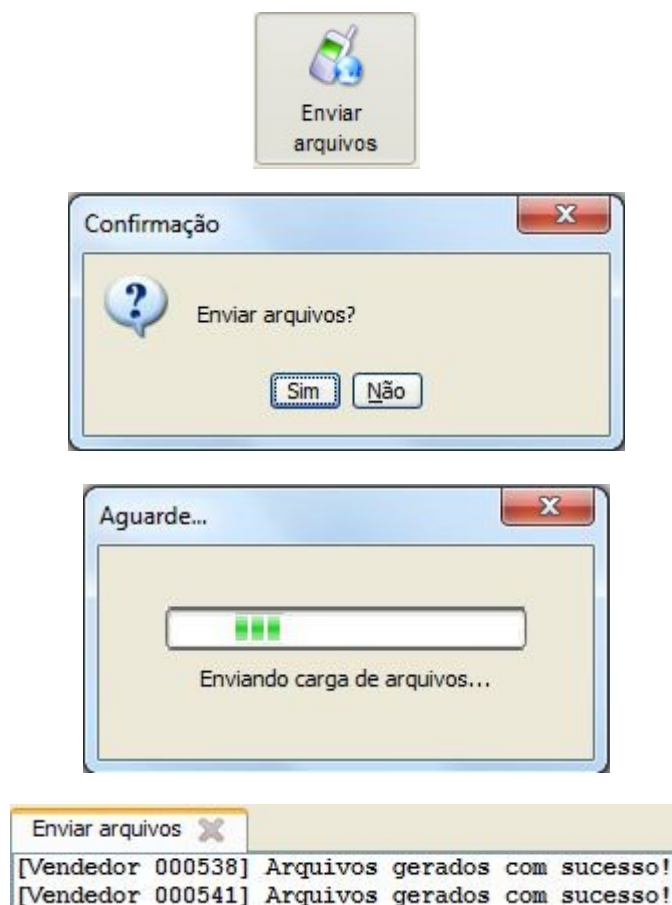 Enviar
arquivos
Confirmação
Enviar arquivos?
Sim Não
Aguarde...
Enviando carga de arquivos...
Enviar arquivos
[Vendedor 000538] Arquivos gerados com sucesso!
[Vendedor 000541] Arquivos gerados com sucesso!